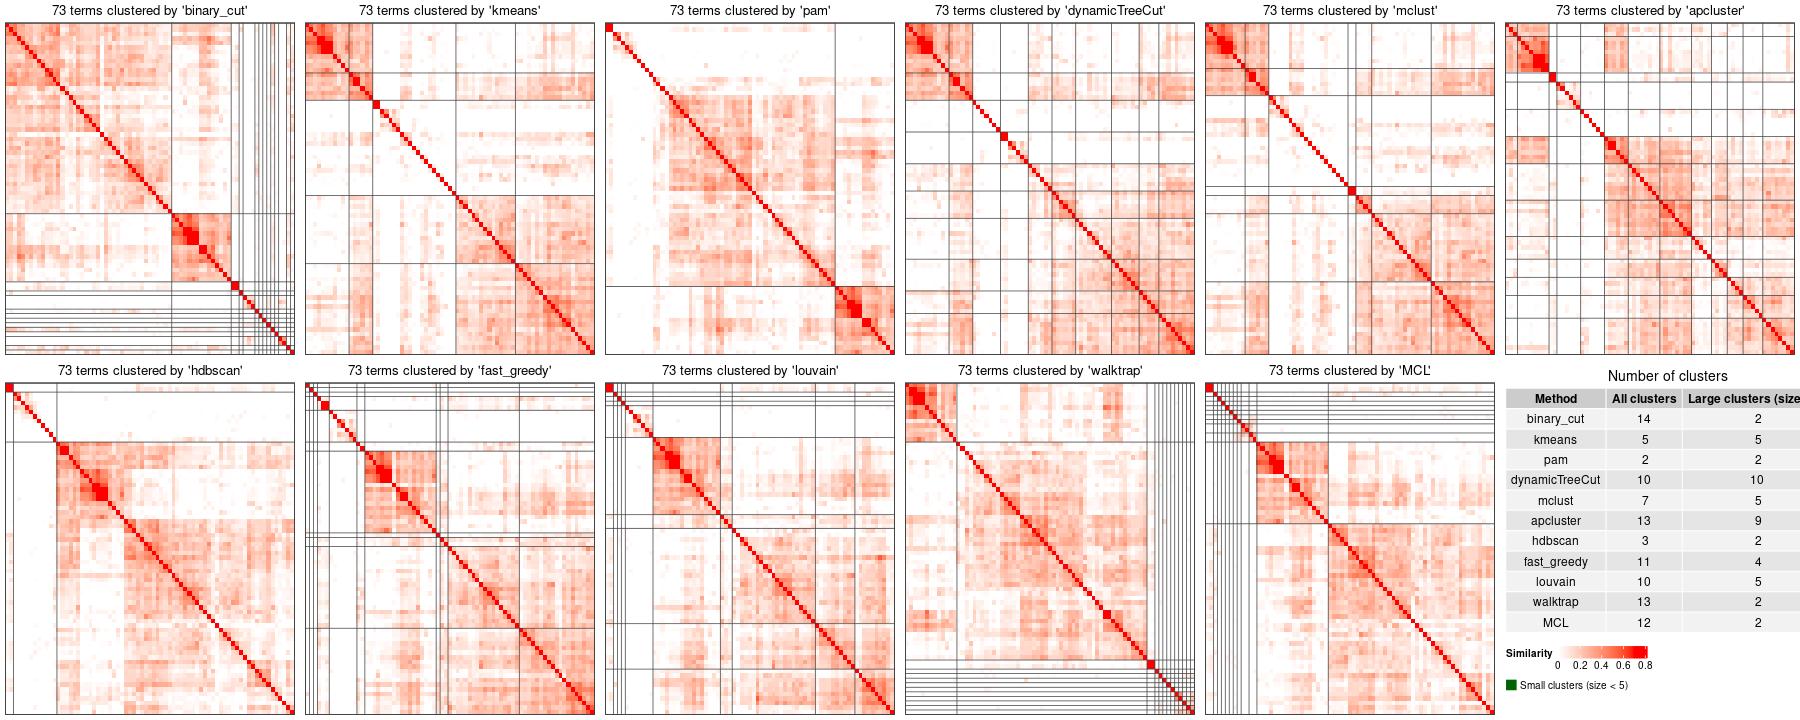 73 terms clustered by 'binary_cut'
73 terms clustered by 'kmeans'
73 terms clustered by 'pam'
73 terms clustered by 'dynamicTreeCut'
73 terms clustered by 'mclust'
73 terms clustered by 'apcluster'
73 terms clustered by 'hdbscan'
73 terms clustered by 'fast_greedy'
73 terms clustered by 'louvain'
73 terms clustered by 'walktrap'
73 terms clustered by 'MCL'
Number of clusters
Method All clusters Large clusters (size
binary_cut 14 2
kmeans 5 5
pam 2 2
dynamicTreeCut 10 10
mclust 7 5
apcluster 13 9
hdbscan 3 2
fast_greedy 11 4
louvain 10 5
walktrap 13 2
MCL 12 2
Similarity
0 0.2 0.4 0.6 0.8
Small clusters (size < 5)